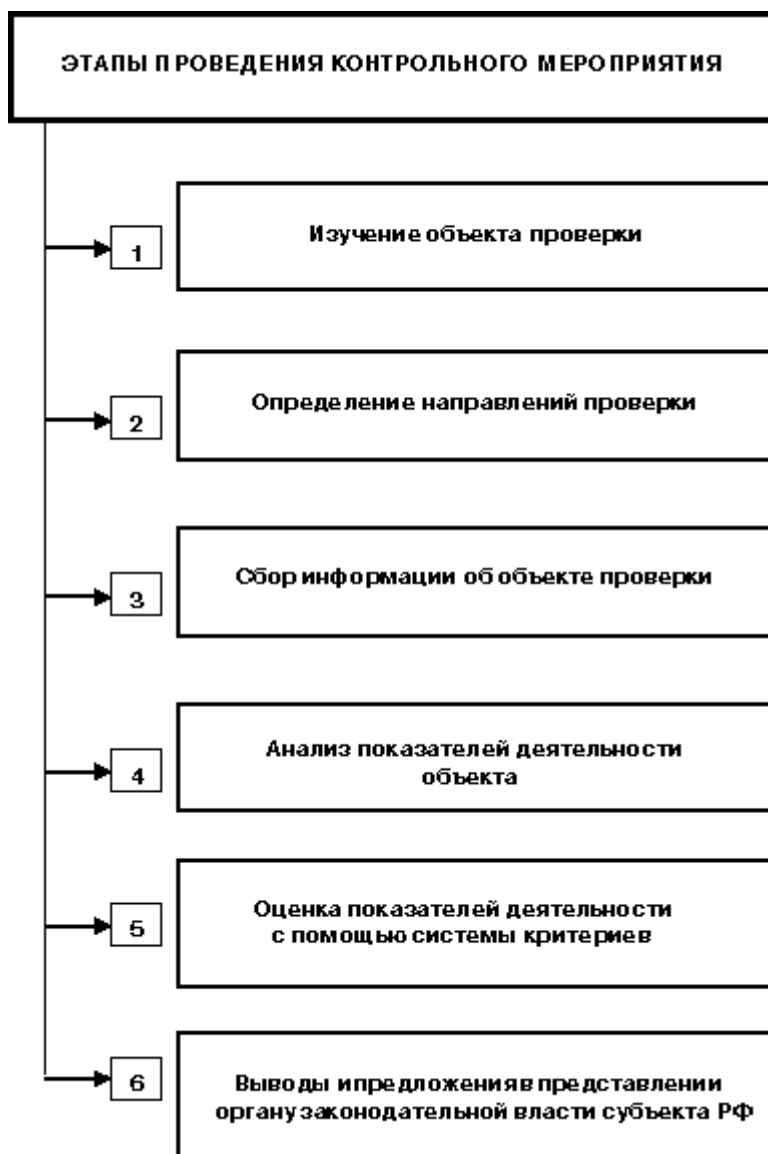 ЭТАПЫ ПРОВЕДЕНИЯ КОНТРОЛЬНОГО МЕРОПРИЯТИЯ
1
Изучение объекта проверки
2
Определение направлений проверки
3
Сбор информации об объекте проверки
4
Анализ показателей деятельности
объекта
5
Оценка показателей деятельности
с помощью системы критериев
6
Выводы и предложения в представлении
органу законодательной власти субъекта РФ